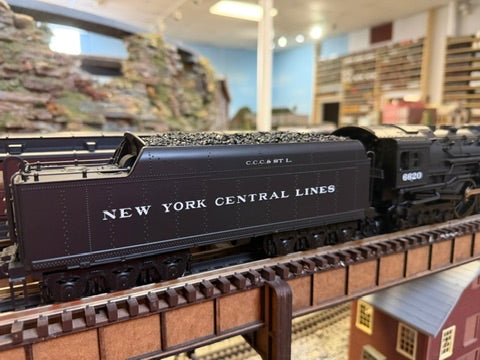 C.C.C. & ST L.
NEW YORK CENTRAL LINES
6620